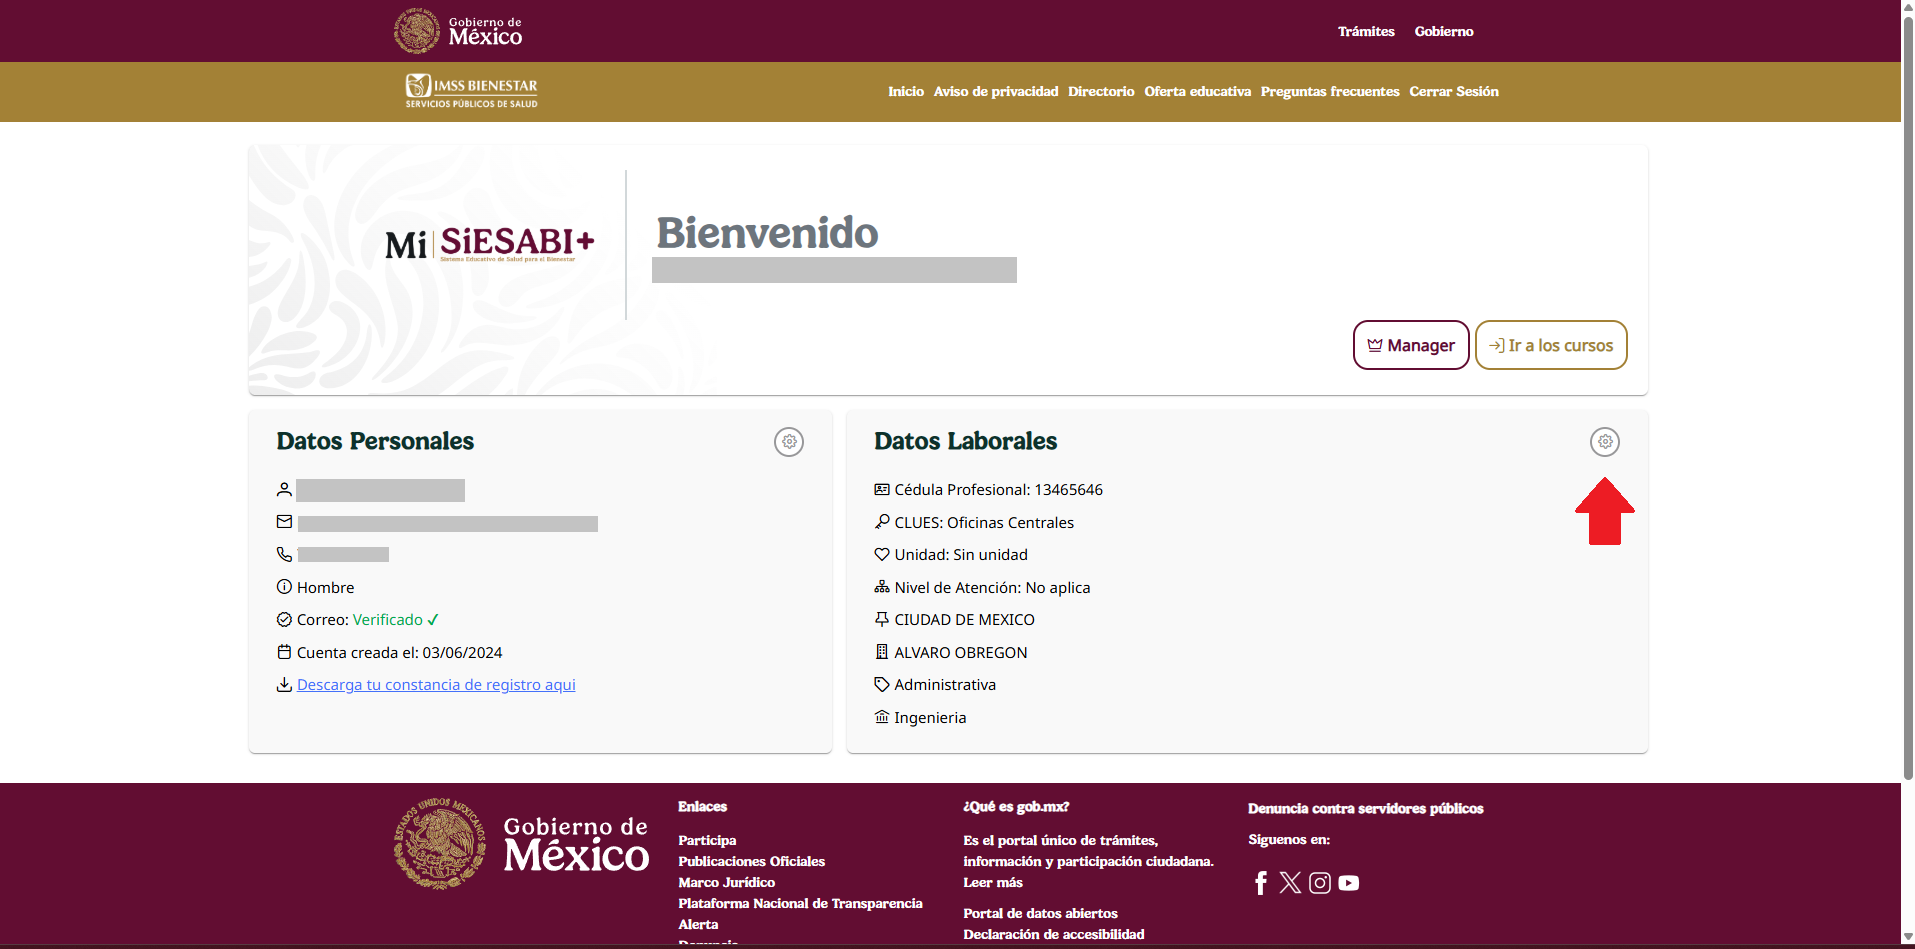 Gobierno de
México
Trámites Gobierno
IMSS BIENESTAR
SERVICIOS PÚBLICOS DE SALUD
Inicio Aviso de privacidad Directorio Oferta educativa Preguntas frecuentes Cerrar Sesión
Mi SiESABI+
Sistema Educativo de Salud para el Bienestar
Bienvenido
Manager
Ir a los cursos
Datos Personales
Hombre
Correo: Verificado ✓
Cuenta creada el: 03/06/2024
Descarga tu constancia de registro aqui
Datos Laborales
Cédula Profesional: 13465646
CLUES: Oficinas Centrales
Unidad: Sin unidad
Nivel de Atención: No aplica
CIUDAD DE MEXICO
ALVARO OBREGON
Administrativa
Ingenieria
ESTADOS UNIDOS MEXICANOS
Gobierno de
México
Enlaces
Participa
Publicaciones Oficiales
Marco Jurídico
Plataforma Nacional de Transparencia
Alerta
Denuncia
¿Qué es gob.mx?
Es el portal único de trámites,
información y participación ciudadana.
Leer más
Portal de datos abiertos
Declaración de accesibilidad
Denuncia contra servidores públicos
Síguenos en: